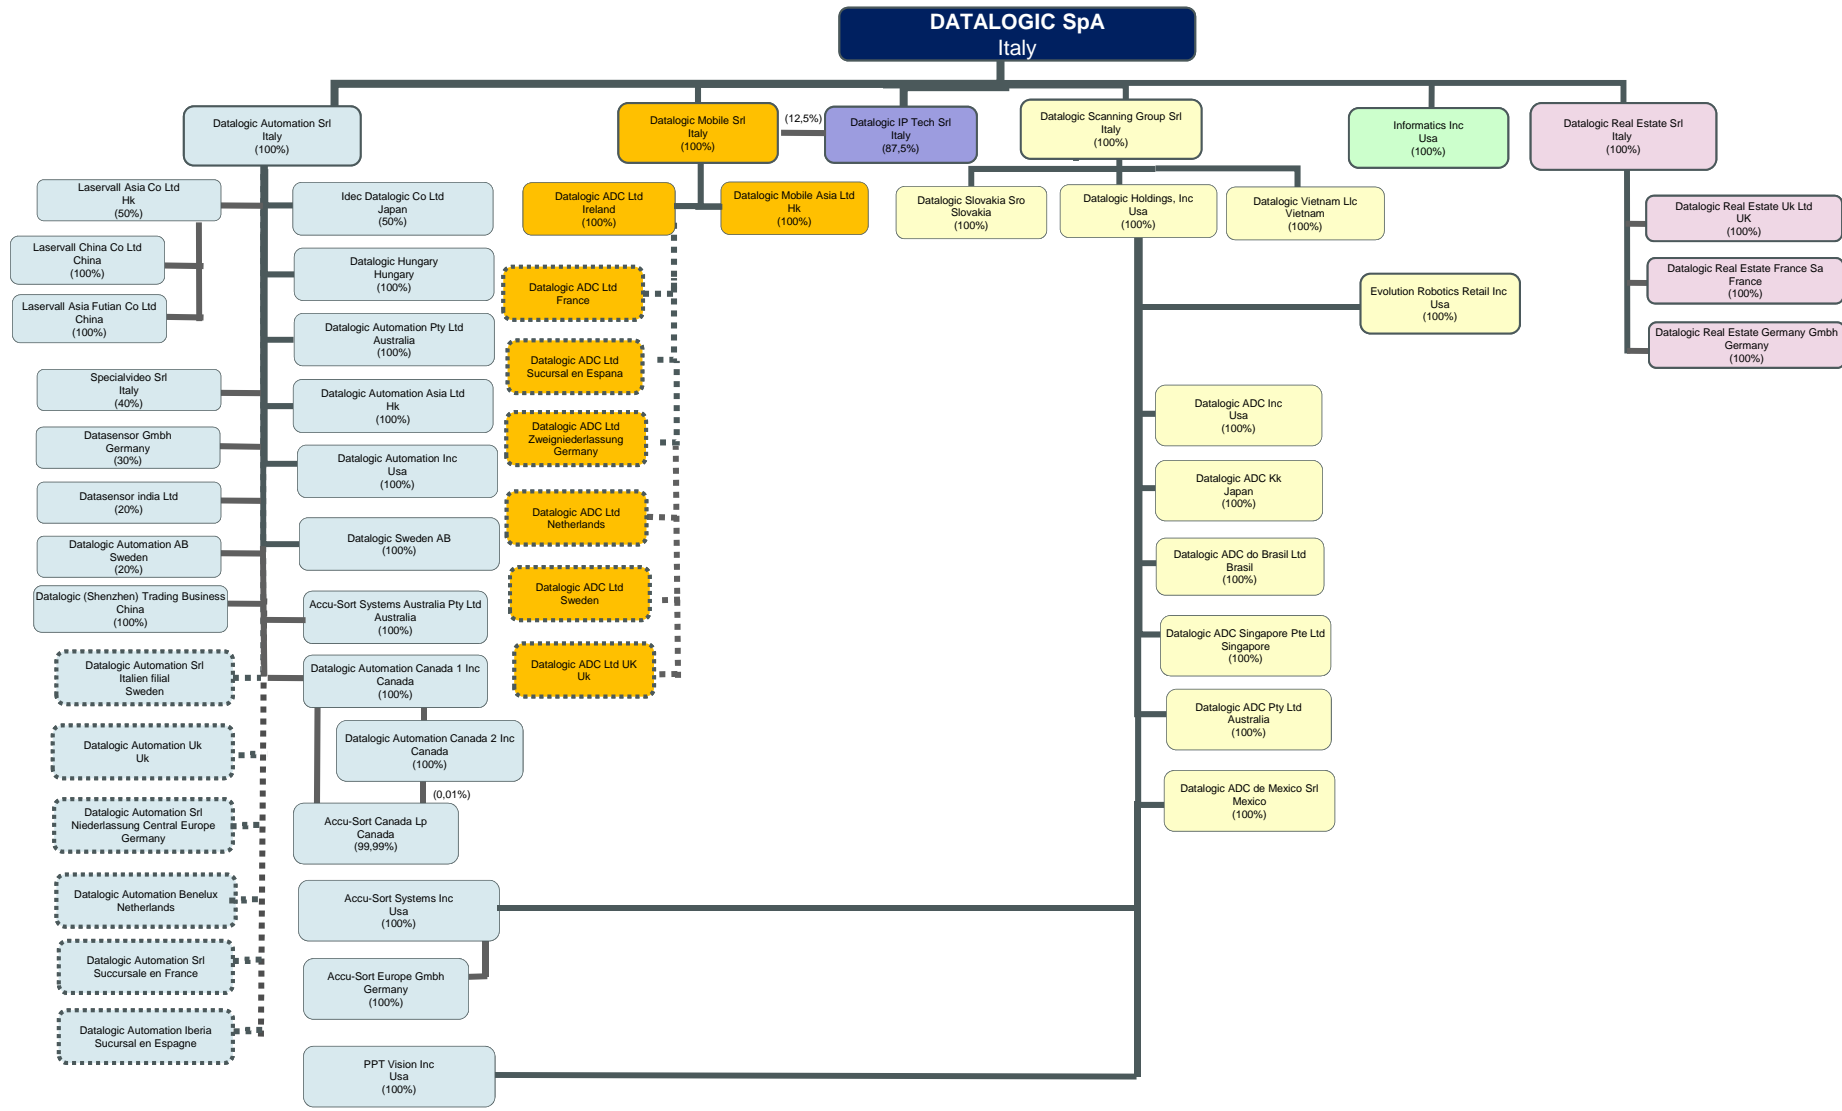 DATALOGIC SpA
Italy
Datalogic Automation Srl
Italy
(100%)
Datalogic Mobile Srl
Italy
(100%)
(12,5%)
Datalogic IP Tech Srl
Italy
(87,5%)
Datalogic Scanning Group Srl
Italy
(100%)
Informatics Inc
Usa
(100%)
Datalogic Real Estate Srl
Italy
(100%)
Laservall Asia Co Ltd
Hk
(50%)
Laservall China Co Ltd
China
(100%)
Laservall Asia Futian Co Ltd
China
(100%)
Specialvideo Srl
Italy
(40%)
Datasensor Gmbh
Germany
(30%)
Datasensor india Ltd
(20%)
Datalogic Automation AB
Sweden
(20%)
Datalogic (Shenzhen) Trading Business
China
(100%)
Datalogic Automation Srl
Italien filial
Sweden
Datalogic Automation Uk
Uk
Datalogic Automation Srl
Niederlassung Central Europe
Germany
Datalogic Automation Benelux
Netherlands
Datalogic Automation Srl
Succursale en France
Datalogic Automation Iberia
Sucursal en Espagne
Idec Datalogic Co Ltd
Japan
(50%)
Datalogic Hungary
Hungary
(100%)
Datalogic Automation Pty Ltd
Australia
(100%)
Datalogic Automation Asia Ltd
Hk
(100%)
Datalogic Automation Inc
Usa
(100%)
Datalogic Sweden AB
(100%)
Accu-Sort Systems Australia Pty Ltd
Australia
(100%)
Datalogic Automation Canada 1 Inc
Canada
(100%)
Datalogic Automation Canada 2 Inc
Canada
(100%)
(0,01%)
Accu-Sort Canada Lp
Canada
(99,99%)
Accu-Sort Systems Inc
Usa
(100%)
Accu-Sort Europe Gmbh
Germany
(100%)
PPT Vision Inc
Usa
(100%)
Datalogic ADC Ltd
Ireland
(100%)
Datalogic Mobile Asia Ltd
Hk
(100%)
Datalogic ADC Ltd
France
Datalogic ADC Ltd
Sucursal en Espana
Datalogic ADC Ltd
Zweigniederlassung
Germany
Datalogic ADC Ltd
Netherlands
Datalogic ADC Ltd
Sweden
Datalogic ADC Ltd UK
Uk
Datalogic Slovakia Sro
Slovakia
(100%)
Datalogic Holdings, Inc
Usa
(100%)
Datalogic Vietnam Llc
Vietnam
(100%)
Evolution Robotics Retail Inc
Usa
(100%)
Datalogic ADC Inc
Usa
(100%)
Datalogic ADC Kk
Japan
(100%)
Datalogic ADC do Brasil Ltd
Brasil
(100%)
Datalogic ADC Singapore Pte Ltd
Singapore
(100%)
Datalogic ADC Pty Ltd
Australia
(100%)
Datalogic ADC de Mexico Srl
Mexico
(100%)
Datalogic Real Estate Uk Ltd
UK
(100%)
Datalogic Real Estate France Sa
France
(100%)
Datalogic Real Estate Germany Gmbh
Germany
(100%)